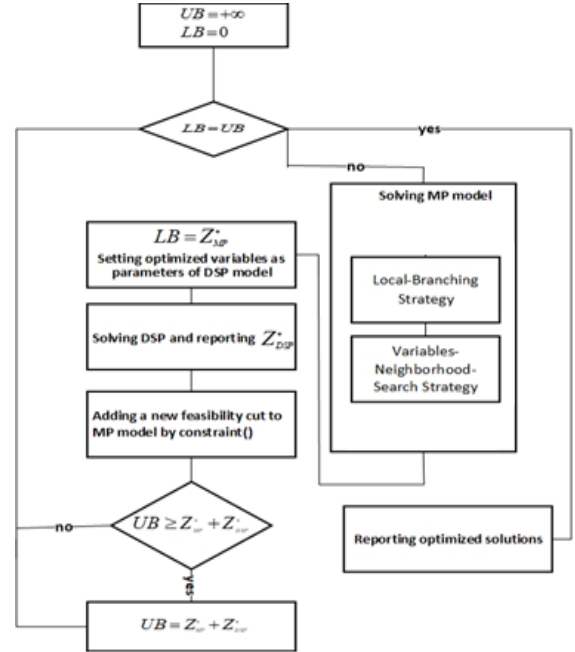 UB=+∞
LB=0
LB=UB
yes
no
Solving MP model
Local-Branching
Strategy
Variables-
Neighborhood-
Search Strategy
LB = Z*MP
Setting optimized variables as
parameters of DSP model
Solving DSP and reporting Z*DSP
Adding a new feasibility cut to
MP model by constraint()
UB ≥ Z*MP + Z*DSP
no
yes
UB = Z*MP + Z*DSP
Reporting optimized solutions